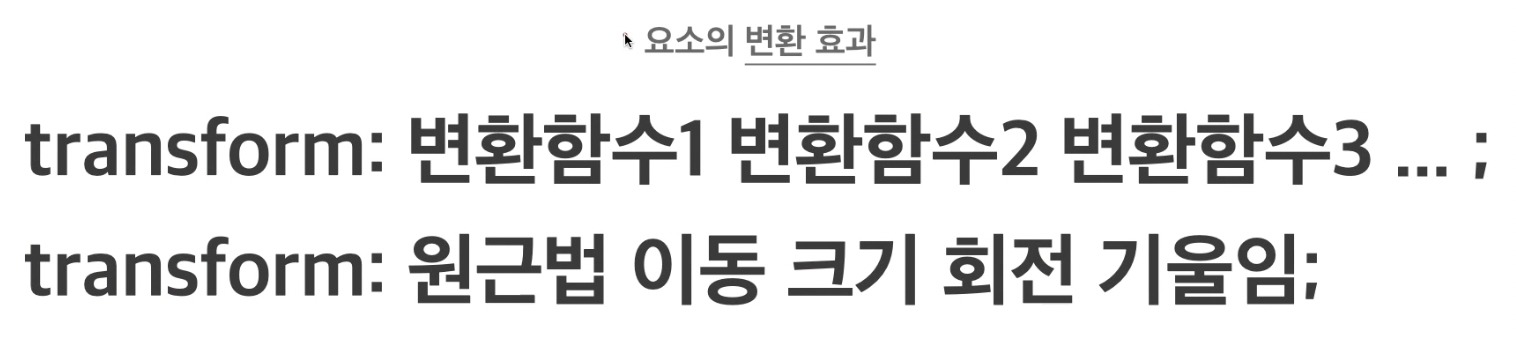 요소의 변환 효과
transform: 변환함수1 변환함수2 변환함수3 ... ;
transform: 원근법 이동 크기 회전 기울임;